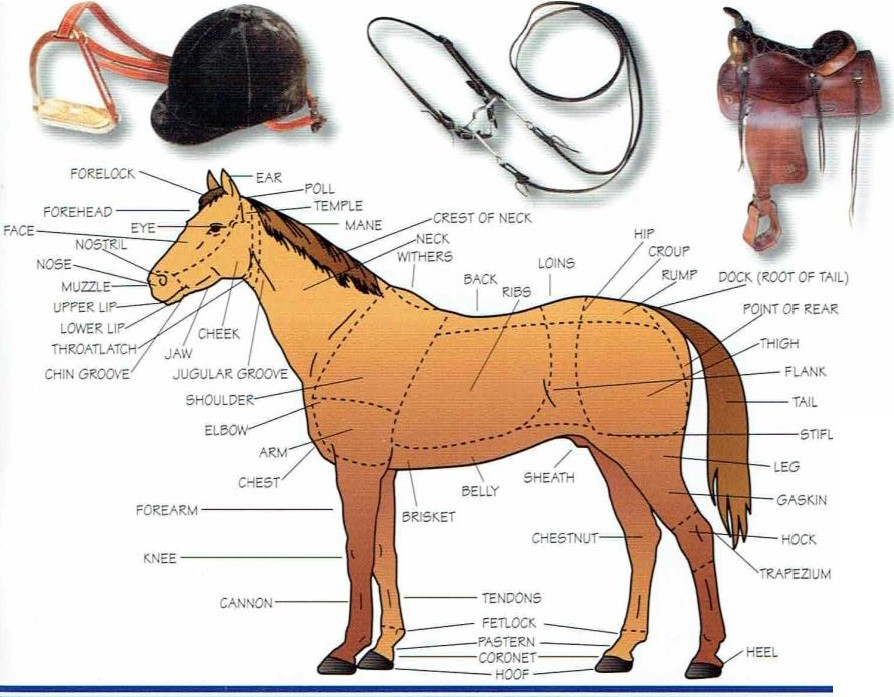 FORELOCK
EAR
POLL
TEMPLE
FOREHEAD
MANE
EYE
FACE
CREST OF NECK
NOSTRIL
NECK
WITHERS
NOSE
MUZZLE
UPPER LIP
LOWER LIP
THROATLATCH
CHEEK
JAW
CHIN GROOVE
JUGULAR GROOVE
SHOULDER
ELBOW
ARM
CHEST
FOREARM
KNEE
CANNON
BACK
RIBS
LOINS
HIP
CROUP
RUMP
DOCK (ROOT OF TAIL)
POINT OF REAR
THIGH
FLANK
TAIL
STIFL
LEG
GASKIN
HOCK
TRAPEZIUM
SHEATH
BELLY
BRISKET
CHESTNUT
TENDONS
FETLOCK
PASTERN
CORONET
HOOF
HEEL